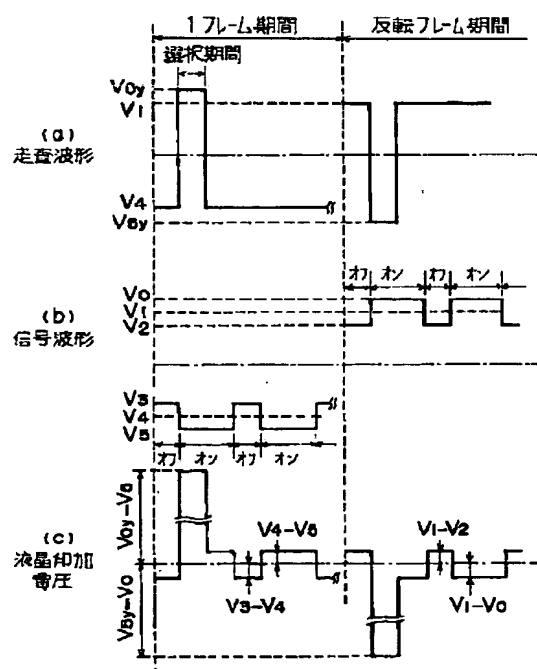 1フレーム期間
反転フレーム期間
選択期間
V0y
V1
(a)
走査波形
V4
V5y
オフ オン オフ オン
V0
V1
V2
(b)
信号波形
V3
V4
V5
オフ オン オフ オン
V0y-V5
V5y-V0
(c)
液晶印加
電圧
V4-V5
V3-V4
V1-V2
V1-V0